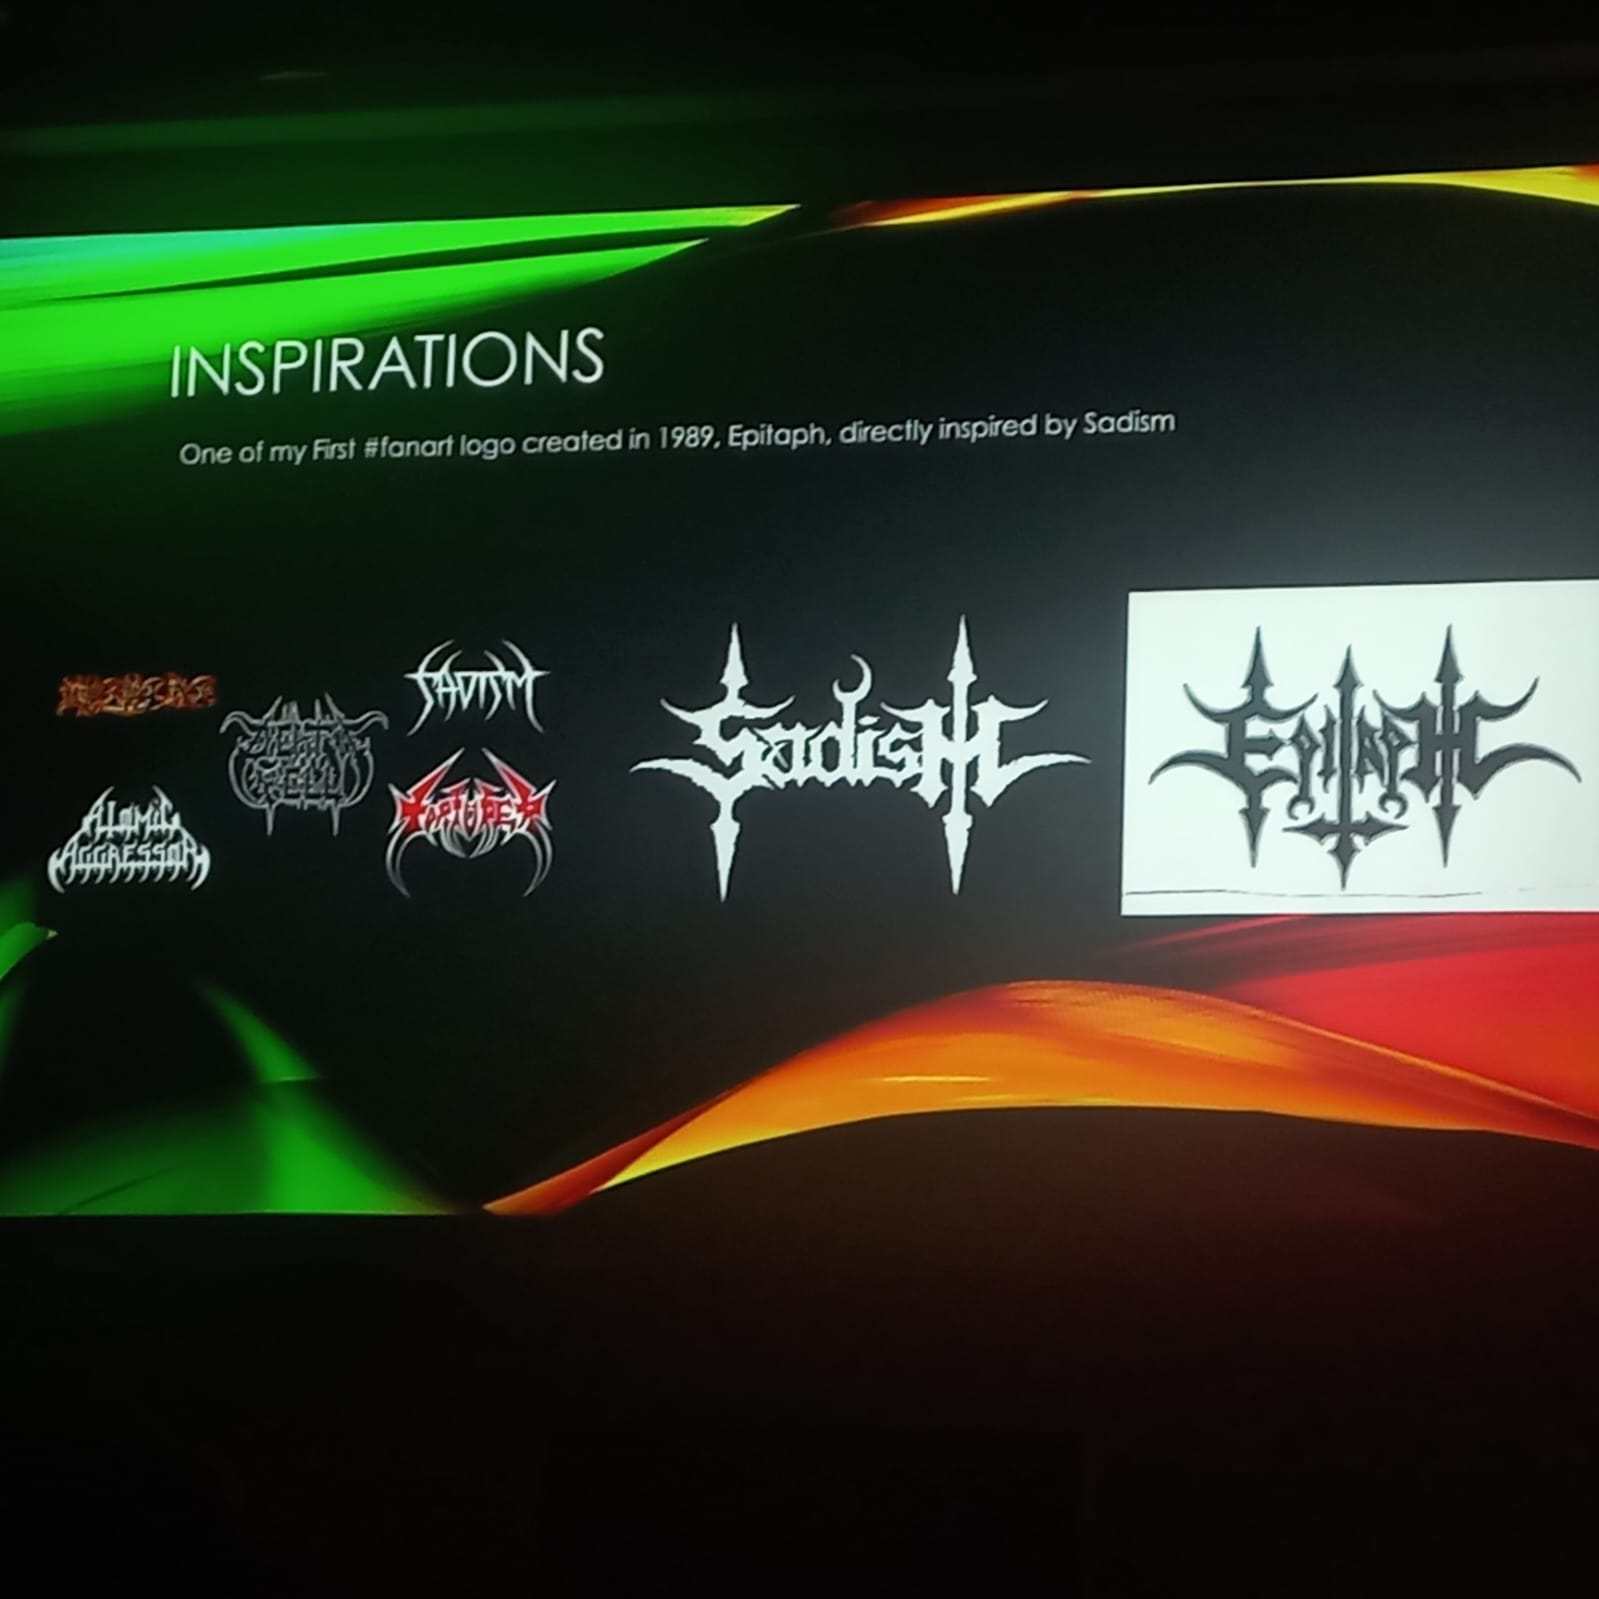 INSPIRATIONS
One of my First #fanart logo created in 1989, Epitaph, directly inspired by Sadism
SADISM
ATOMIC
AGGRESSOR
TORTURER
Sadism
EPITAPH